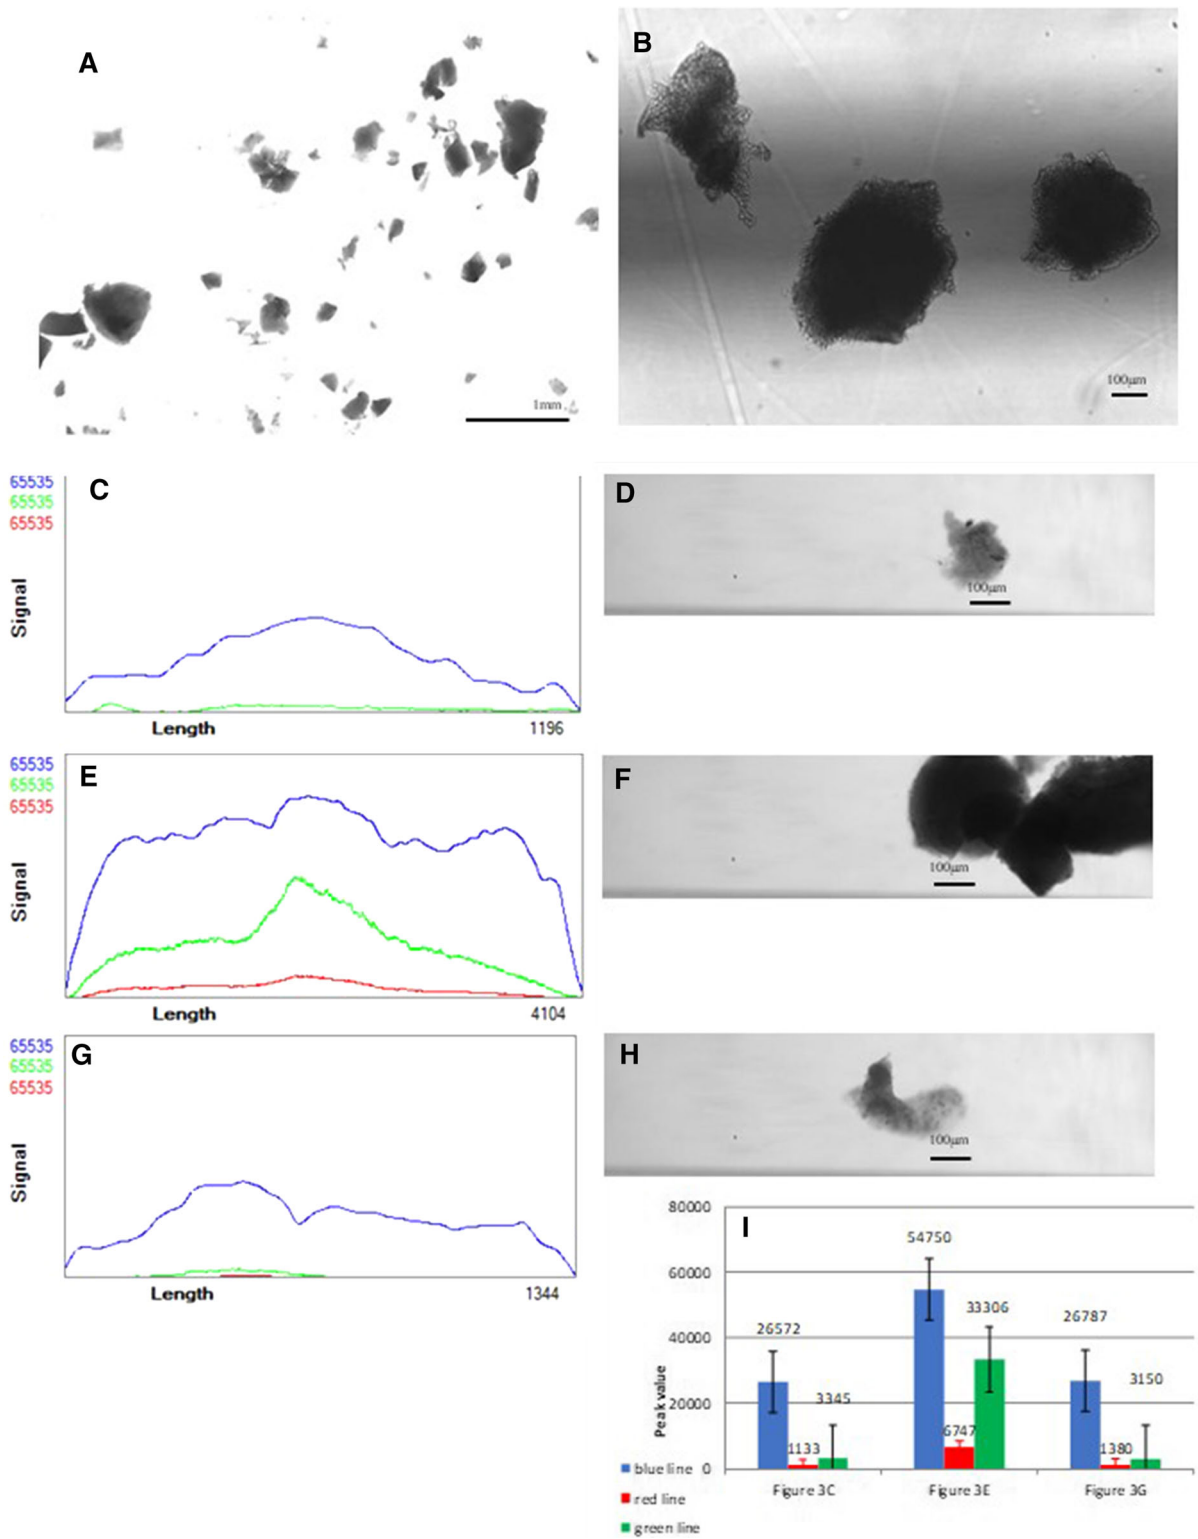 A
1mm
B
100μm
65535
65535
65535
C
Signal
Length
1196
D
100μm
65535
65535
65535
E
Signal
Length
4104
F
100μm
65535
65535
65535
G
Signal
Length
1344
H
100μm
I
80000
60000
40000
20000
0
Peak value
26572
1133
3345
54750
6747
33306
26787
1380
3150
Figure 3C
Figure 3E
Figure 3G
blue line
red line
green line